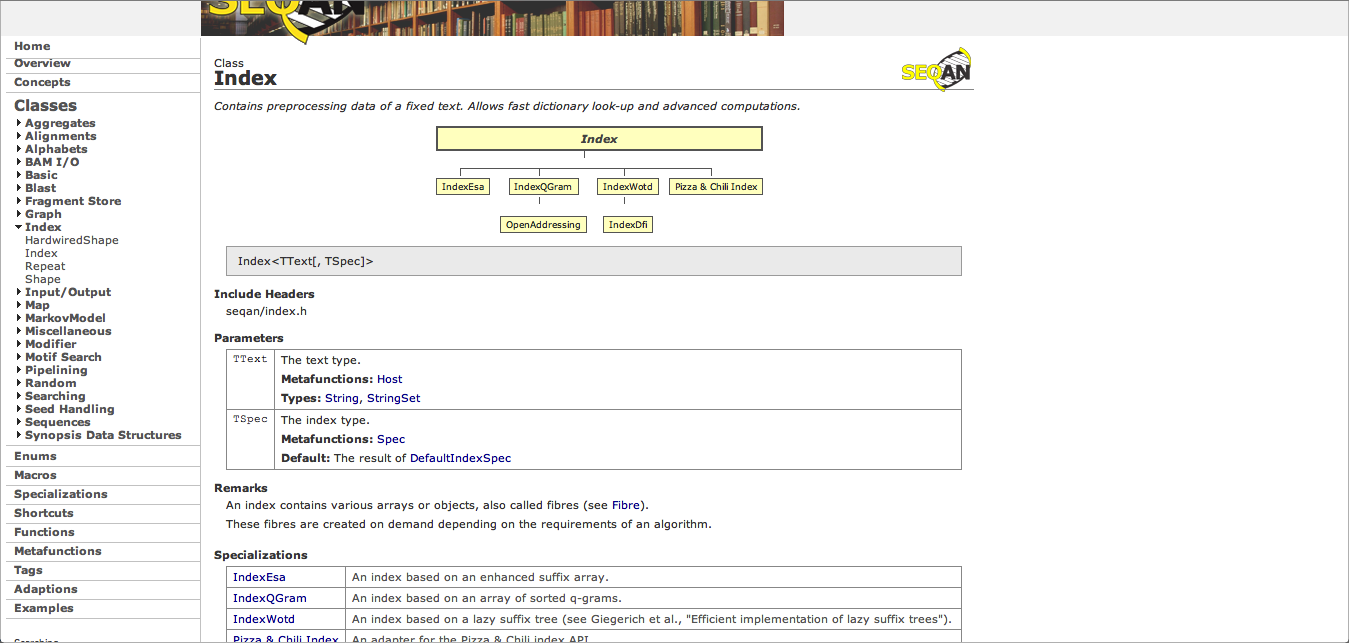 SEQAN
Home
Overview
Concepts
Classes
Aggregates
Alignments
Alphabets
BAM I/O
Basic
Blast
Fragment Store
Graph
Index
HardwiredShape
Index
Repeat
Shape
Input/Output
Map
MarkovModel
Miscellaneous
Modifier
Motif Search
Pipelining
Random
Searching
Seed Handling
Sequences
Synopsis Data Structures
Enums
Macros
Specializations
Shortcuts
Functions
Metafunctions
Tags
Adaptions
Examples
Searching
Class
Index
SEQAN
Contains preprocessing data of a fixed text. Allows fast dictionary look-up and advanced computations.
Index
IndexEsa IndexQGram IndexWotd Pizza & Chili Index
OpenAddressing IndexDfi
Index<TText[, TSpec]>
Include Headers
seqan/index.h
Parameters
TText The text type.
Metafunctions: Host
Types: String, StringSet
TSpec The index type.
Metafunctions: Spec
Default: The result of DefaultIndexSpec
Remarks
An index contains various arrays or objects, also called fibres (see Fibre).
These fibres are created on demand depending on the requirements of an algorithm.
Specializations
IndexEsa An index based on an enhanced suffix array.
IndexQGram An index based on an array of sorted q-grams.
IndexWotd An index based on a lazy suffix tree (see Giegerich et al., "Efficient implementation of lazy suffix trees").
Pizza & Chili Index An adapter for the Pizza & Chili index API